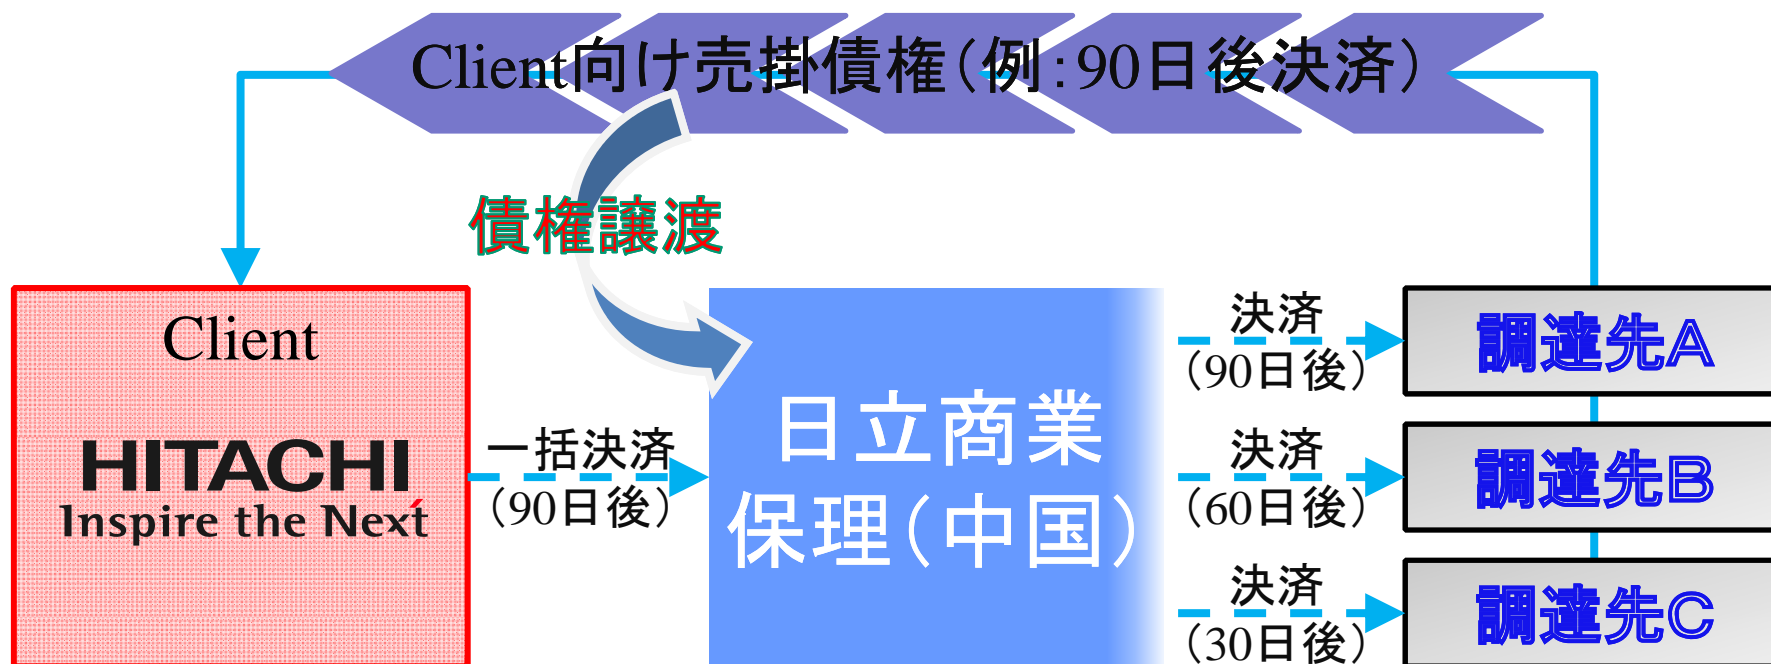 Client向け売掛債権（例：90日後決済）
債権譲渡
Client
HITACHI
Inspire the Next
一括決済
（90日後）
日立商業
保理（中国）
決済
（90日後）
調達先A
決済
（60日後）
調達先B
決済
（30日後）
調達先C